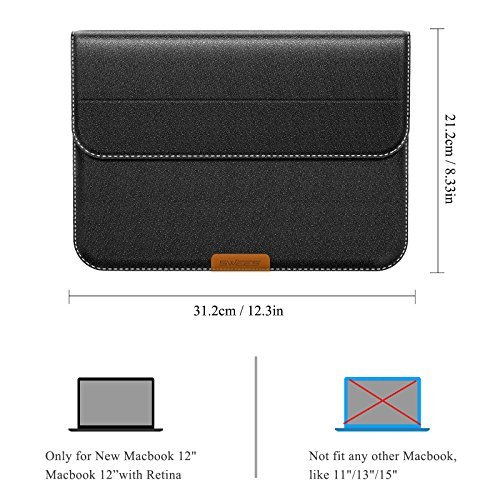 21.2cm / 8.33in
SWEES
31.2cm / 12.3in
Only for New Macbook 12"
Macbook 12”with Retina
Not fit any other Macbook,
like 11"/13"/15"